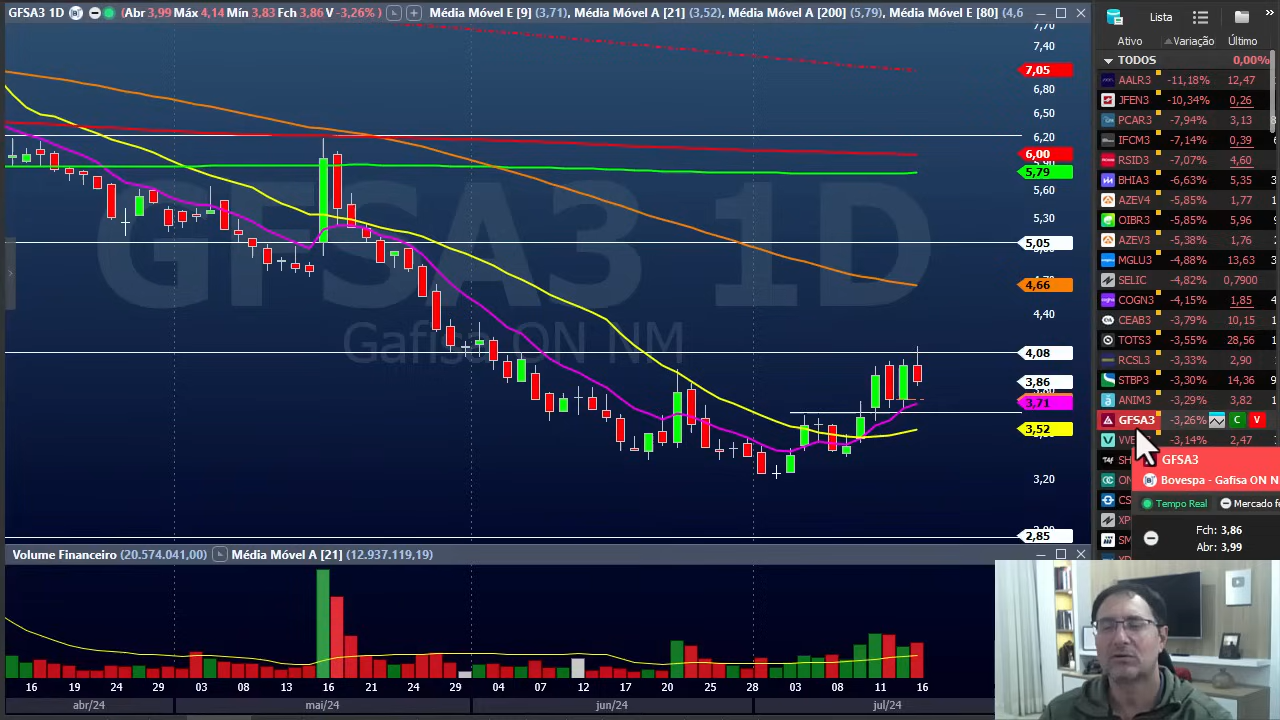 GFSA3 1D (Abr 3,99 Máx 4,14 Mín 3,83 Fch 3,86 V -3,26% ) Média Móvel E [9] (3,71), Média Móvel A [21] (3,52), Média Móvel A [200] (5,79), Média Móvel E [80] (4,6
7,70
7,40
7,05
6,80
6,50
6,20
6,00
5,79
5,60
5,30
5,05
4,66
4,40
4,08
3,86
3,71
3,52
3,20
2,85
GFSA3 1D
Gafisa ON NM
Volume Financeiro (20.574.041,00) Média Móvel A [21] (12.937.119,19)
16 19 24 29 03 08 13 16 21 24 29 04 07 12 17 20 25 28 03 08 11 16
abr/24 mai/24 jun/24 jul/24
Lista
Ativo Variação Último
TODOS 0,00%
AALR3 -11,18% 12,47
JFEN3 -10,34% 0,26
PCAR3 -7,94% 3,13
IFCM3 -7,14% 0,39
RSID3 -7,07% 4,60
BHIA3 -6,63% 5,35
AZEV4 -5,85% 1,77
OIBR3 -5,85% 5,96
AZEV3 -5,38% 1,76
MGLU3 -4,88% 13,63
SELIC -4,82% 0,7900
COGN3 -4,15% 1,85
CEAB3 -3,79% 10,15
TOTS3 -3,55% 28,56
RCSL3 -3,33% 2,90
STBP3 -3,30% 14,36
ANIM3 -3,29% 3,82
GFSA3 -3,26% C V
-3,14% 2,47
GFSA3
Bovespa - Gafisa ON N
Tempo Real Mercado fe
Fch: 3,86
Abr: 3,99